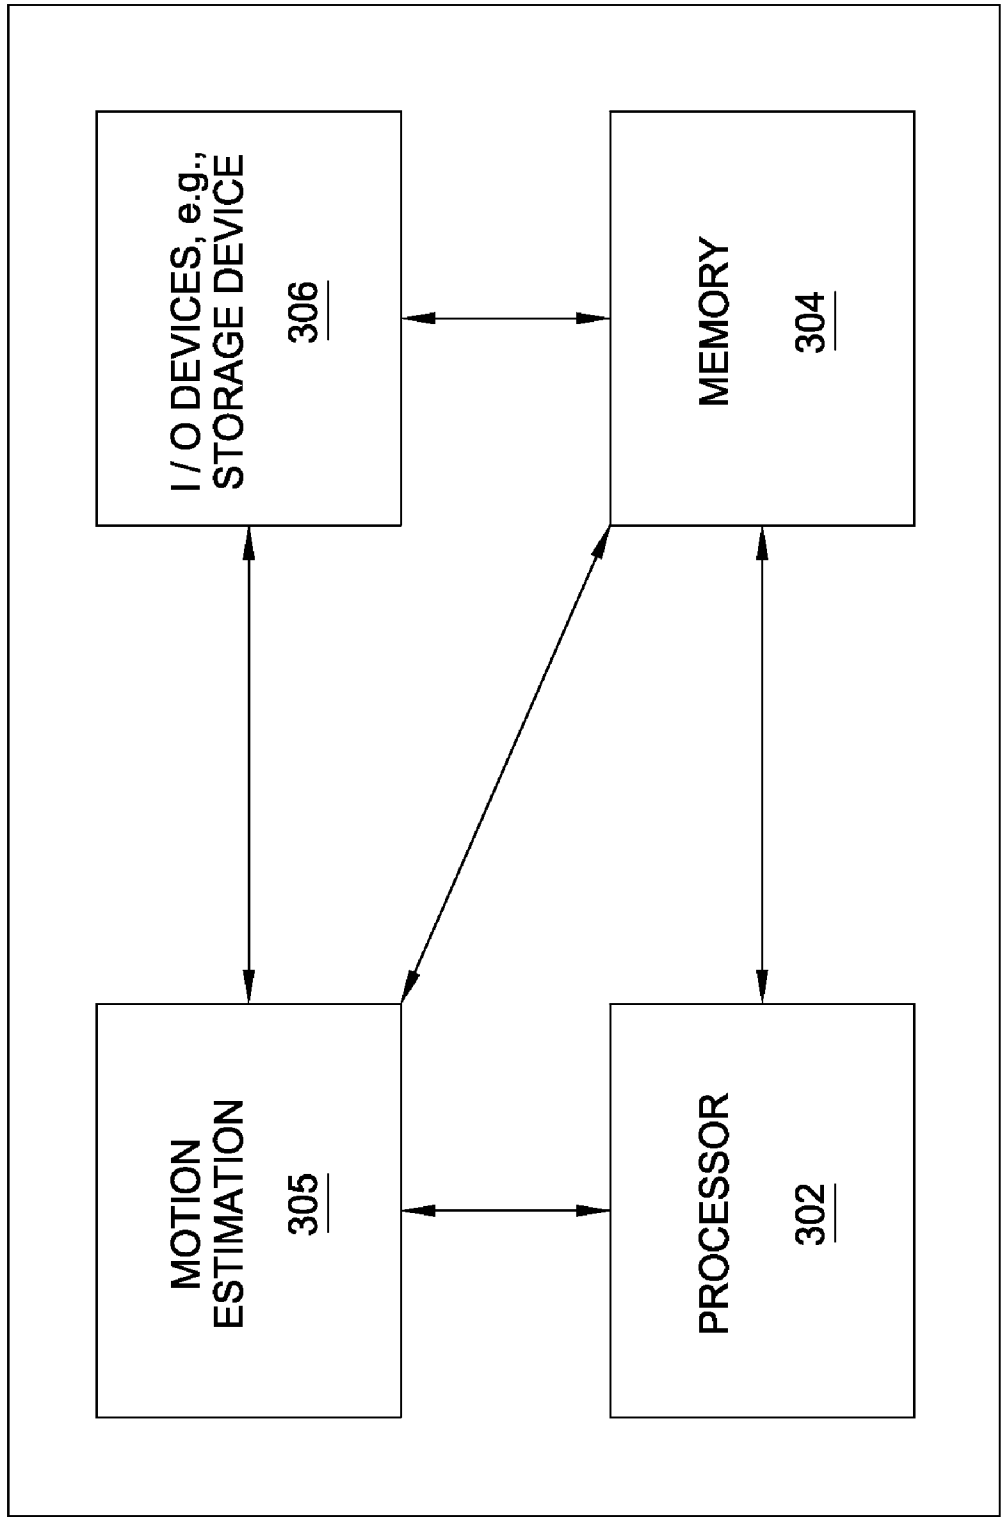 MOTION
ESTIMATION
305
I / O DEVICES, e.g.,
STORAGE DEVICE
306
PROCESSOR
302
MEMORY
304